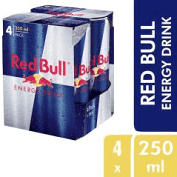 4 250 ml
Red Bull
ENERGY DRINK
RED BULL
ENERGY DRINK
4 x 250 ml